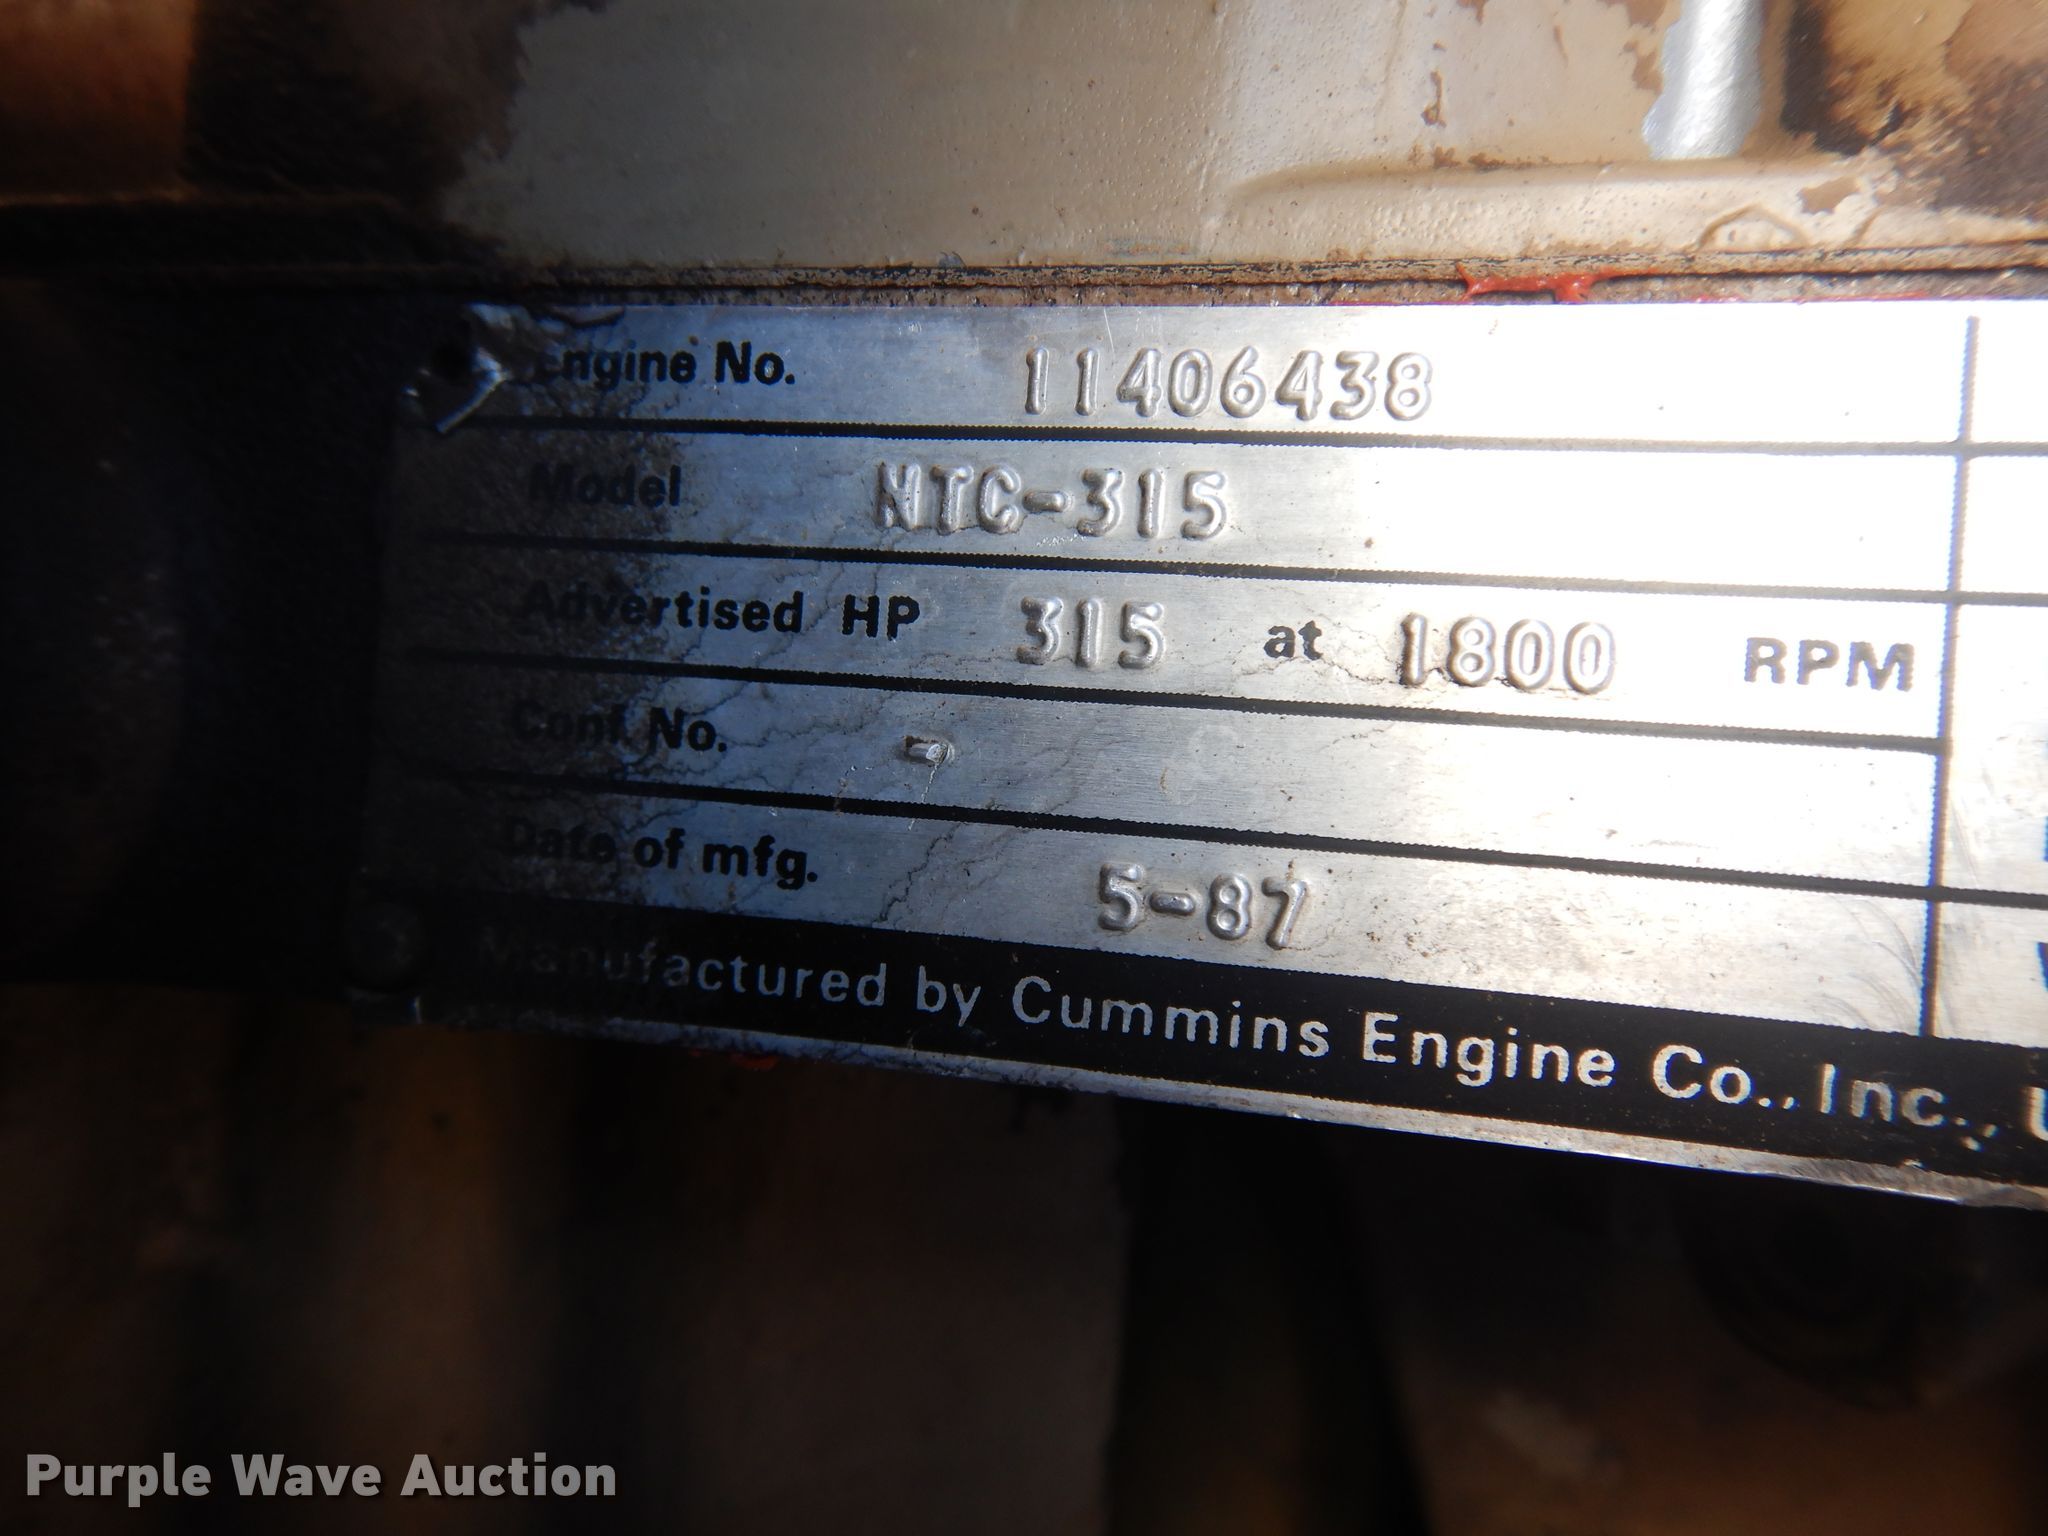 Engine No. 11406438
Model NTC-315
Advertised HP 315 at 1800 RPM
Conf. No. -
Date of mfg. 5-87
Manufactured by Cummins Engine Co., Inc.,
Purple Wave Auction